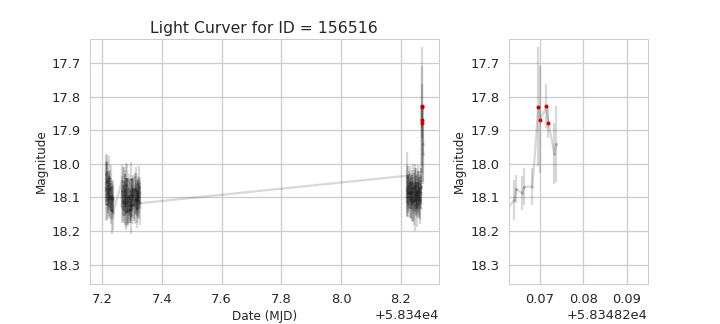 Light Curver for ID = 156516
Magnitude
17.7
17.8
17.9
18.0
18.1
18.2
18.3
7.2 7.4 7.6 7.8 8.0 8.2
Date (MJD)
+5.834e4
Magnitude
17.7
17.8
17.9
18.0
18.1
18.2
18.3
0.07 0.08 0.09
+5.83482e4